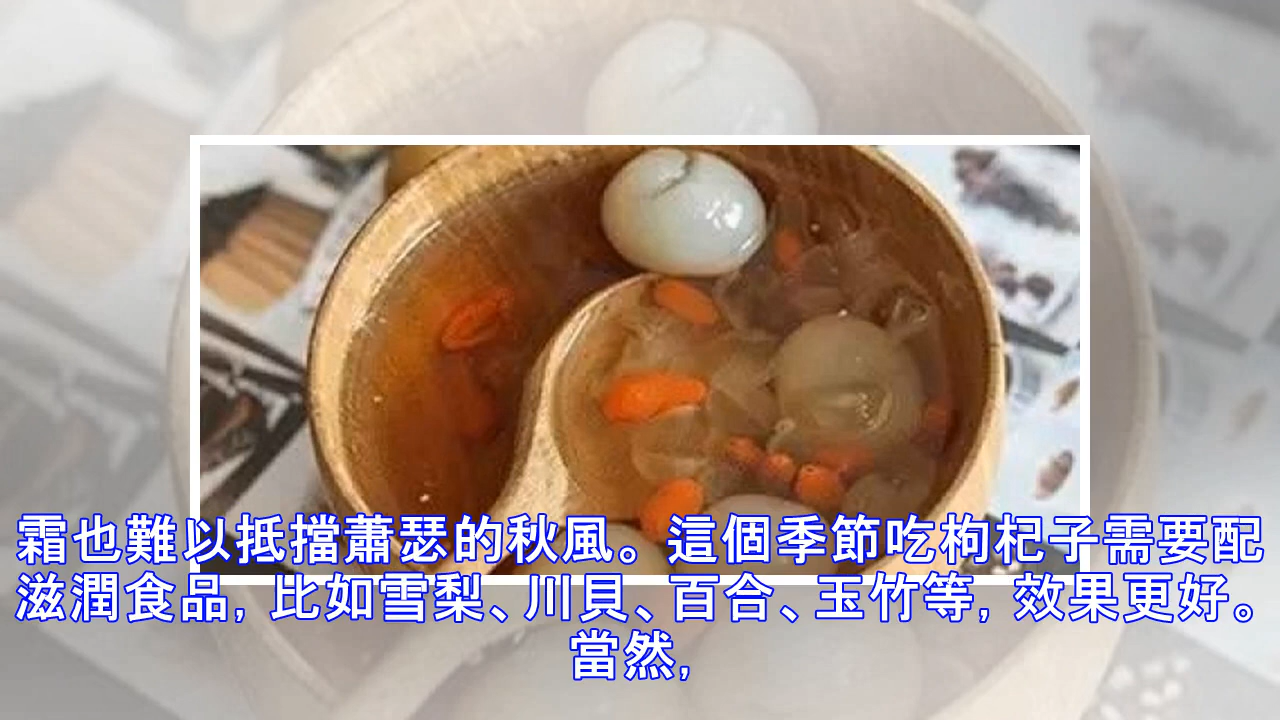 霜也難以抵擋蕭瑟的秋風。這個季節吃枸杞子需要配
滋潤食品, 比如雪梨、川貝、百合、玉竹等, 效果更好。
當然,